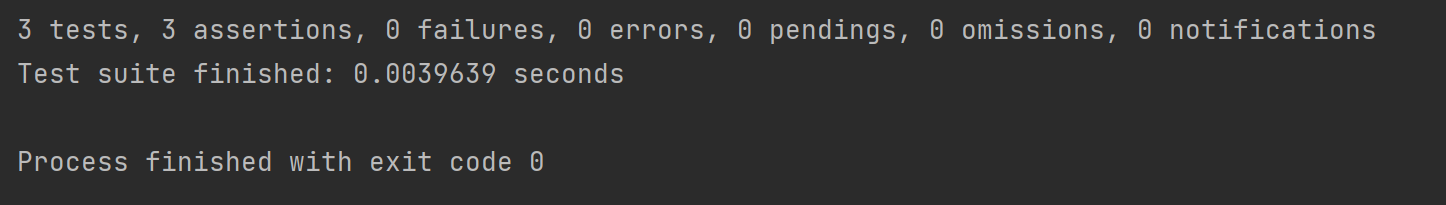 3 tests, 3 assertions, 0 failures, 0 errors, 0 pendings, 0 omissions, 0 notifications
Test suite finished: 0.0039639 seconds
Process finished with exit code 0